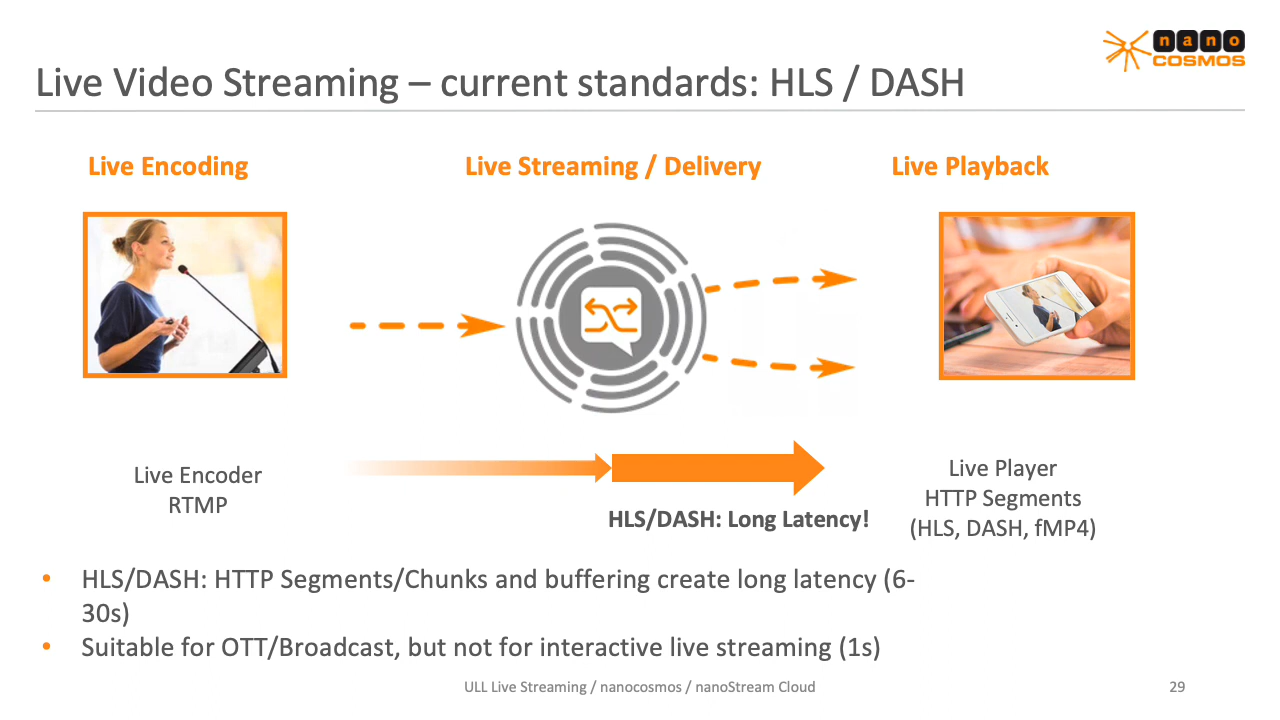 nano
COSMOS
Live Video Streaming – current standards: HLS / DASH
Live Encoding
Live Streaming / Delivery
Live Playback
Live Encoder
RTMP
HLS/DASH: Long Latency!
Live Player
HTTP Segments
(HLS, DASH, fMP4)
• HLS/DASH: HTTP Segments/Chunks and buffering create long latency (6-
30s)
• Suitable for OTT/Broadcast, but not for interactive live streaming (1s)
ULL Live Streaming / nanocosmos / nanoStream Cloud
29